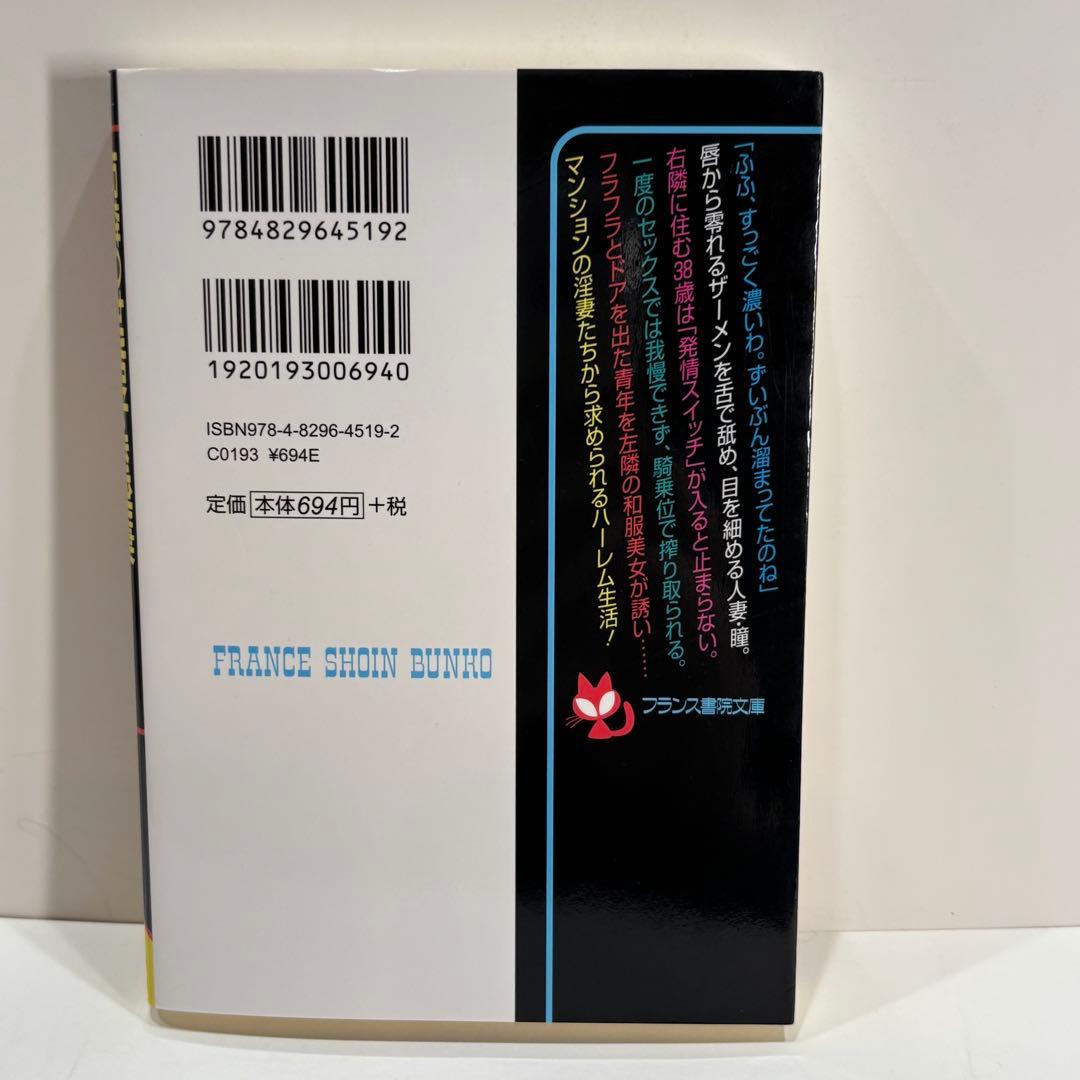 9784829645192
1920193006940
ISBN978-4-8296-4519-2
C0193 ¥694E
定価 本体694円 +税
FRANCE SHOIN BUNKO
「ふふ、すっごく濃いわ。ずいぶん溜まってたのね」
唇から零れるザーメンを舌で舐め、目を細める人妻・瞳。
右隣に住む38歳は「発情スイッチ」が入ると止まらない。
一度のセックスでは我慢できず、騎乗位で搾り取られる。
フラフラとドアを出た青年を左隣の和服美女が誘い……
マンションの淫妻たちから求められるハーレム生活!
フランス書院文庫